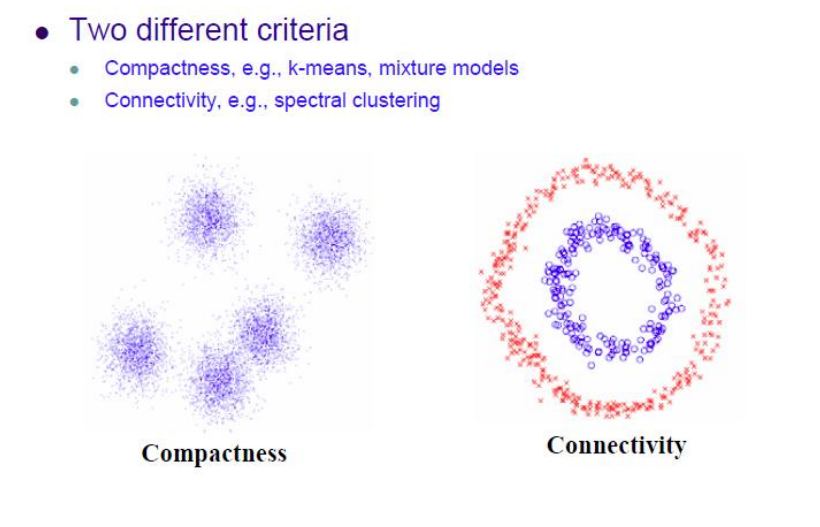 Two different criteria
Compactness, e.g., k-means, mixture models
Connectivity, e.g., spectral clustering
Compactness
Connectivity